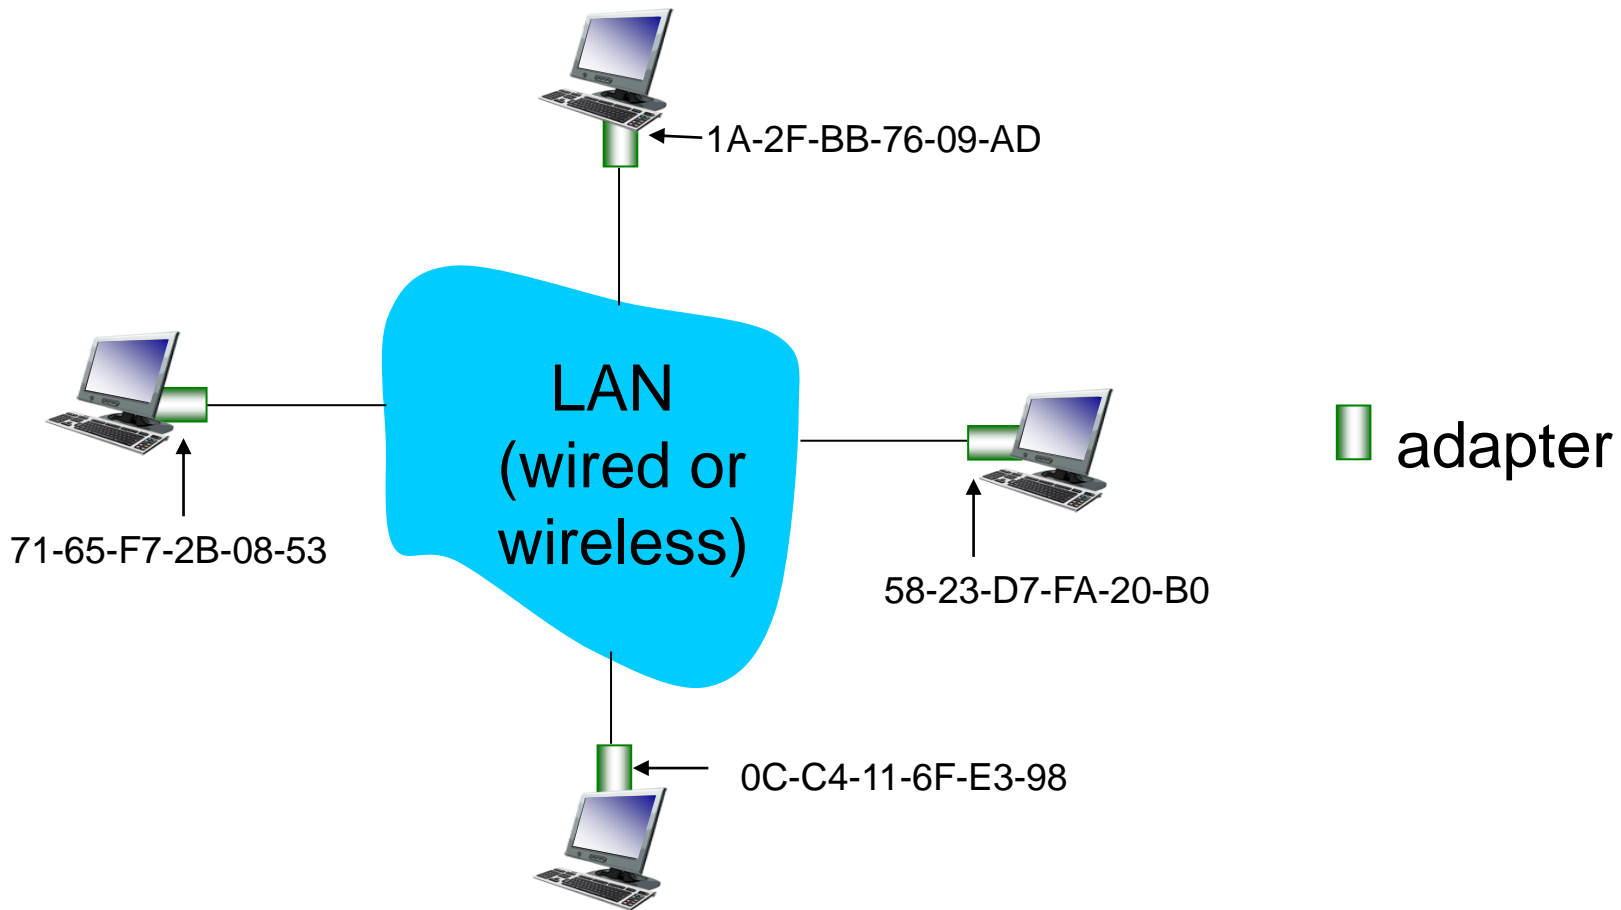 1A-2F-BB-76-09-AD
LAN
(wired or
wireless)
adapter
71-65-F7-2B-08-53
58-23-D7-FA-20-B0
0C-C4-11-6F-E3-98